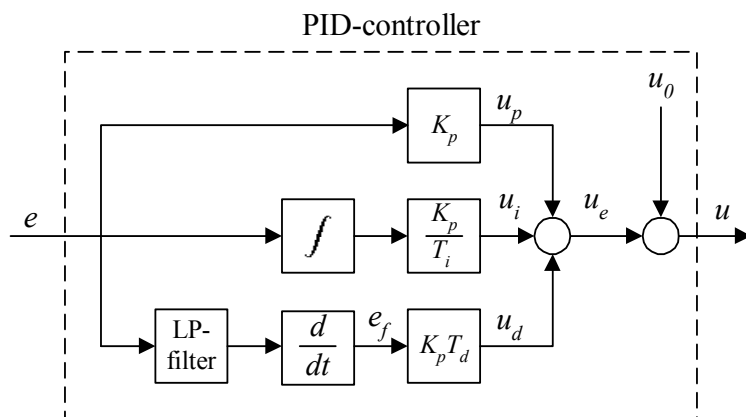 PID-controller
u_0
K_p
u_p
e
∫
K_p
T_i
u_i
u_e
u
LP-
filter
d
dt
e_f
K_pT_d
u_d